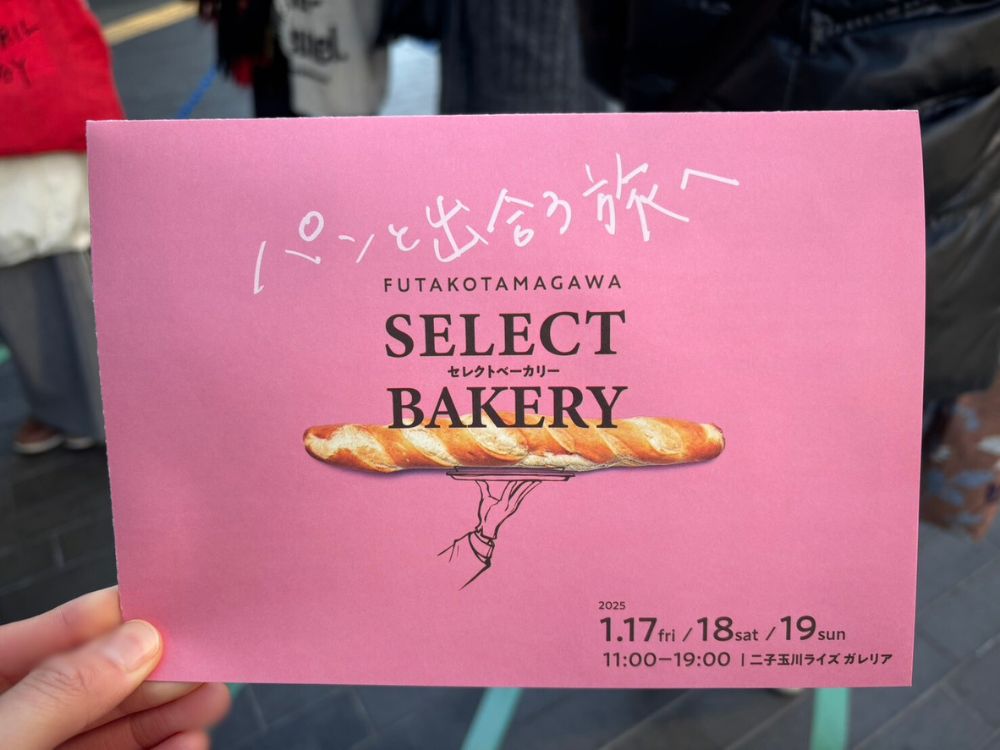 パンと出合う旅へ
FUTAKOTAMAGAWA
SELECT
セレクトベーカリー
BAKERY
2025
1.17fri / 18sat / 19sun
11:00–19:00 | 二子玉川ライズ ガレリア